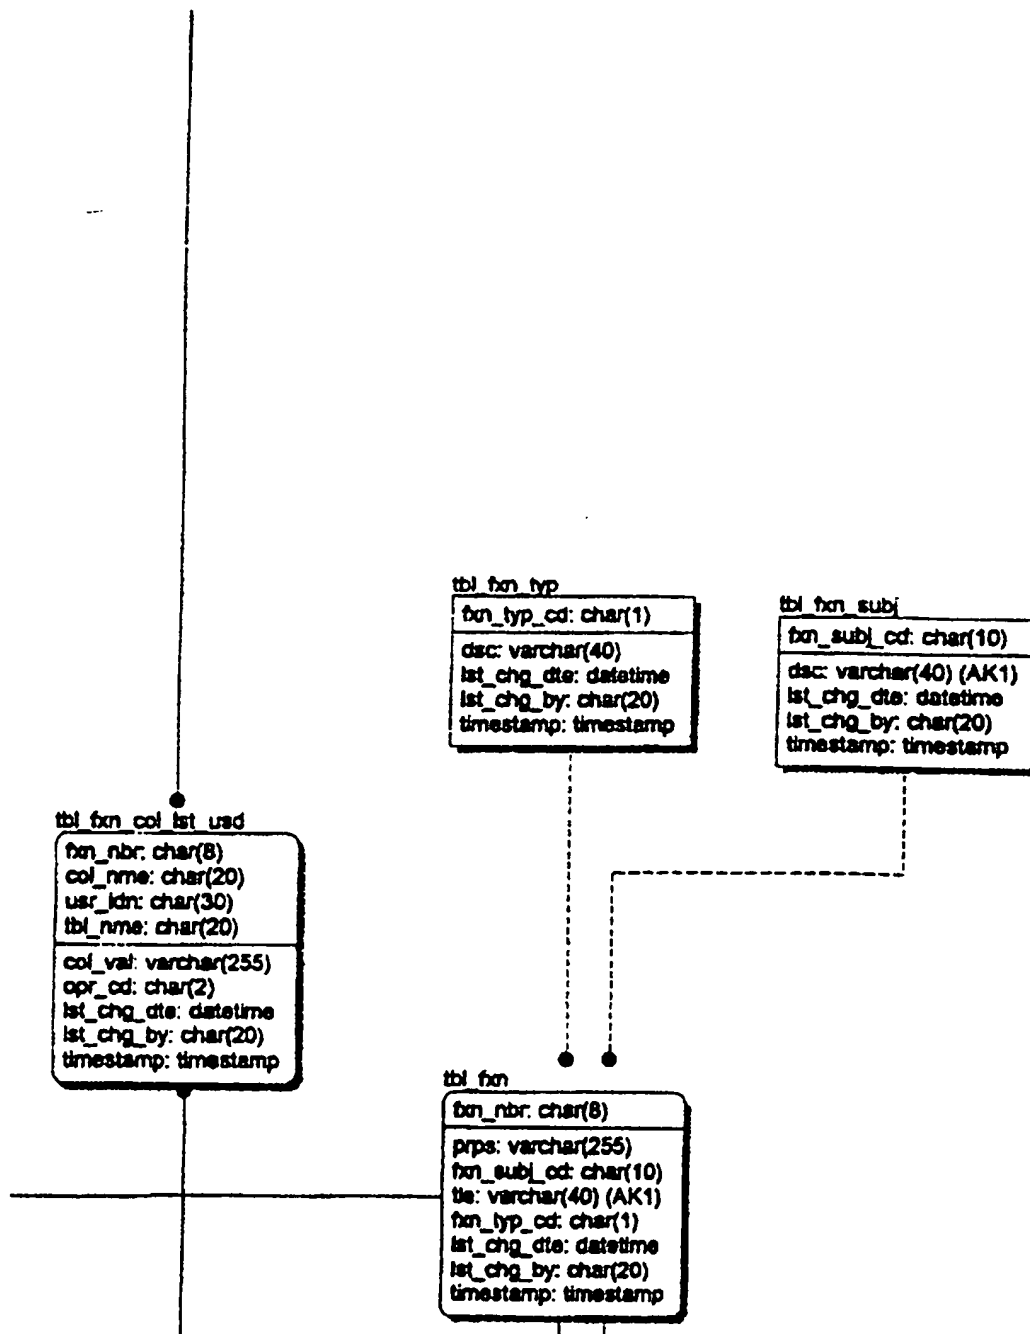 tbl_fxn_typ
fxn_typ_cd: char(1)
dsc: varchar(40)
lst_chg_dte: datetime
lst_chg_by: char(20)
timestamp: timestamp
tbl_fxn_subj
fxn_subj_cd: char(10)
dsc: varchar(40) (AK1)
lst_chg_dte: datetime
lst_chg_by: char(20)
timestamp: timestamp
tbl_fxn_col_lst_usd
fxn_nbr: char(8)
col_nme: char(20)
usr_idn: char(30)
tbl_nme: char(20)
col_val: varchar(255)
opr_cd: char(2)
lst_chg_dte: datetime
lst_chg_by: char(20)
timestamp: timestamp
tbl_fxn
fxn_nbr: char(8)
prps: varchar(255)
fxn_subj_cd: char(10)
tle: varchar(40) (AK1)
fxn_typ_cd: char(1)
lst_chg_dte: datetime
lst_chg_by: char(20)
timestamp: timestamp